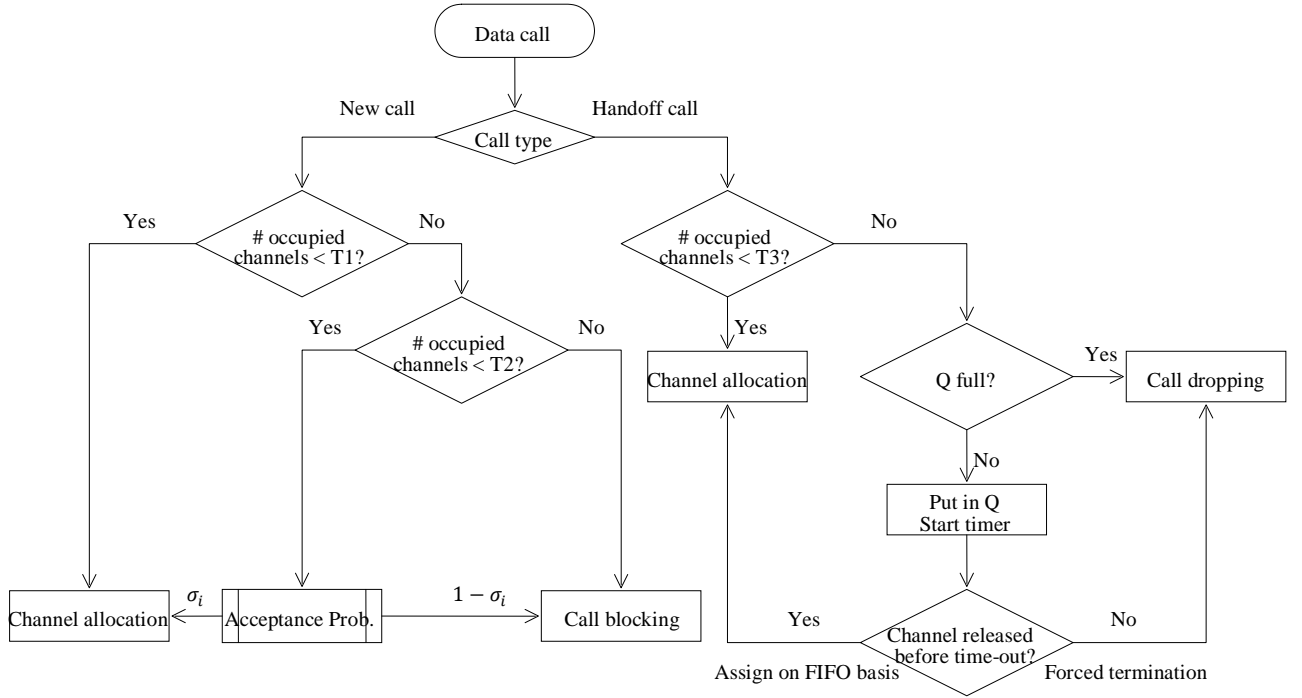 Data call
New call
Handoff call
Call type
Yes
No
No
# occupied
channels < T1?
# occupied
channels < T3?
Yes
No
Yes
Yes
# occupied
channels < T2?
Channel allocation
Q full?
Call dropping
No
Put in Q
Start timer
σᵢ
1 − σᵢ
Channel allocation
Acceptance Prob.
Call blocking
Yes
Channel released
before time-out?
No
Assign on FIFO basis
Forced termination